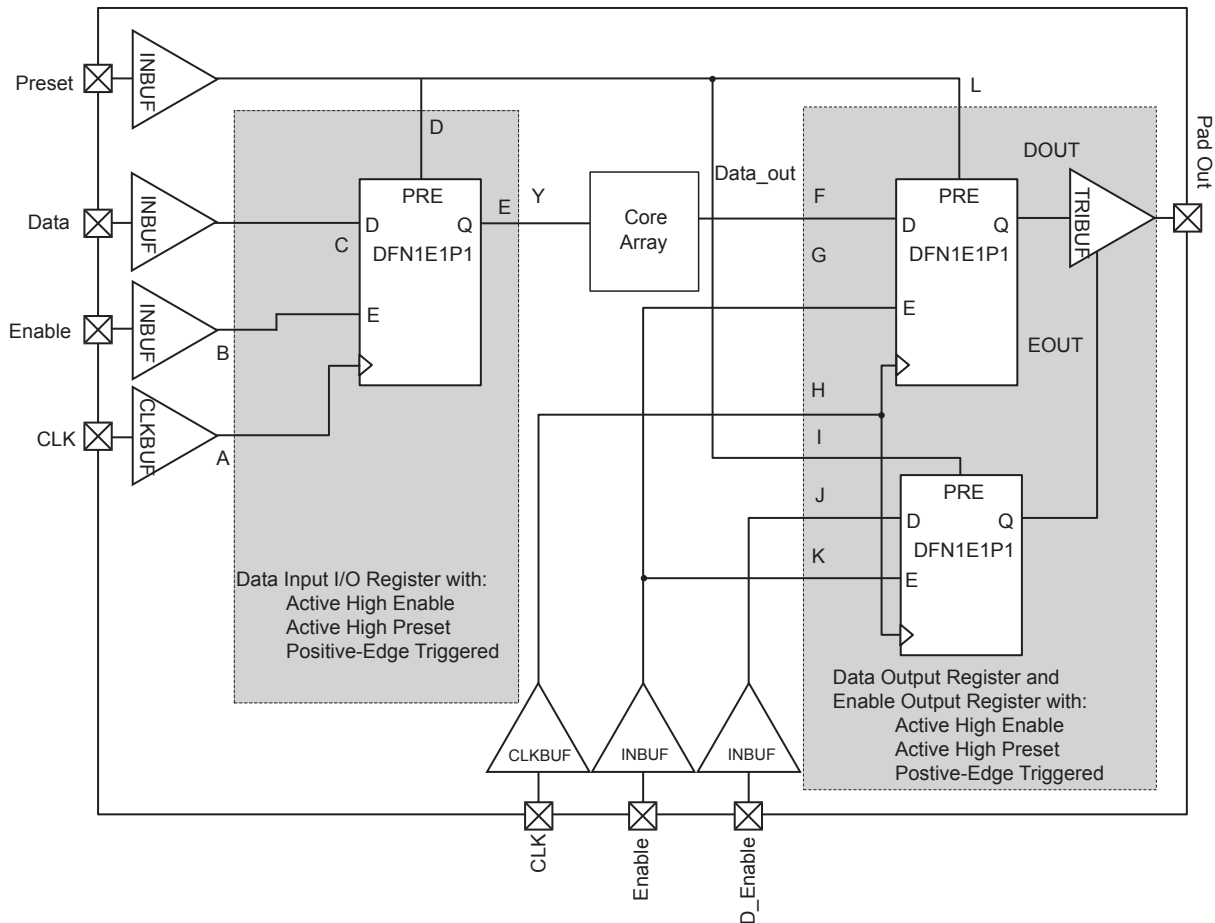 Preset
INBUF
L
D
Pad Out
DOUT
Data
INBUF
PRE
D
Q
C
DFN1E1P1
E
Y
Core
Array
Data_out
F
G
PRE
D
Q
DFN1E1P1
E
TRIBUF
EOUT
Enable
INBUF
B
E
CLK
CLKBUF
A
H
I
J
K
PRE
D
Q
DFN1E1P1
E
Data Input I/O Register with:
Active High Enable
Active High Preset
Positive-Edge Triggered
Data Output Register and
Enable Output Register with:
Active High Enable
Active High Preset
Postive-Edge Triggered
CLKBUF
INBUF
INBUF
CLK
Enable
D_Enable